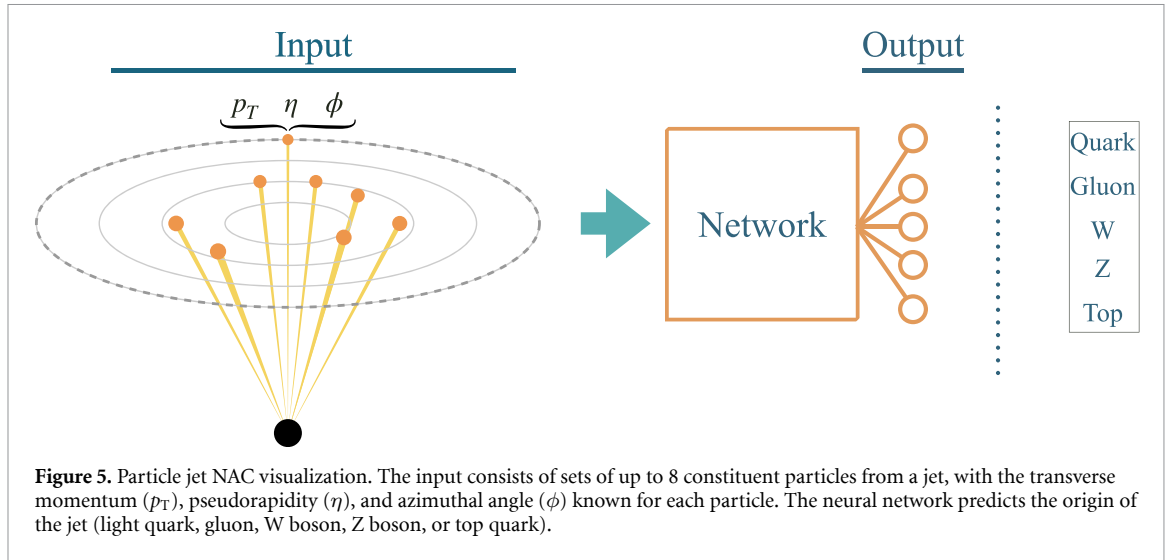 Input
Output
p_T η ϕ
Network
Quark
Gluon
W
Z
Top
Figure 5. Particle jet NAC visualization. The input consists of sets of up to 8 constituent particles from a jet, with the transverse
momentum (p_T), pseudorapidity (η), and azimuthal angle (ϕ) known for each particle. The neural network predicts the origin of
the jet (light quark, gluon, W boson, Z boson, or top quark).